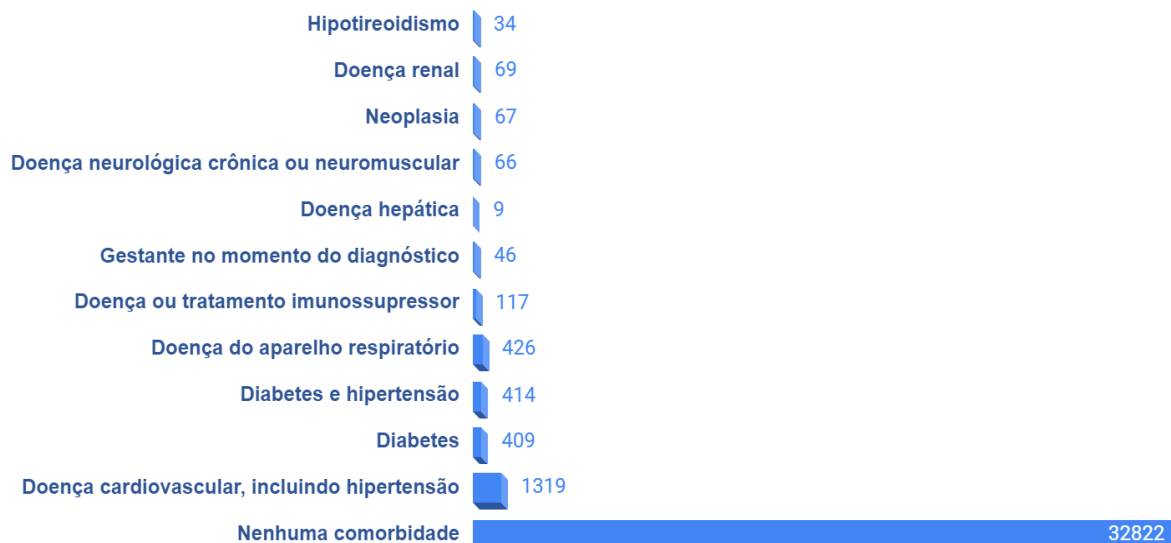 Hipotireoidismo 34
Doença renal 69
Neoplasia 67
Doença neurológica crônica ou neuromuscular 66
Doença hepática 9
Gestante no momento do diagnóstico 46
Doença ou tratamento imunossupressor 117
Doença do aparelho respiratório 426
Diabetes e hipertensão 414
Diabetes 409
Doença cardiovascular, incluindo hipertensão 1319
Nenhuma comorbidade 32822